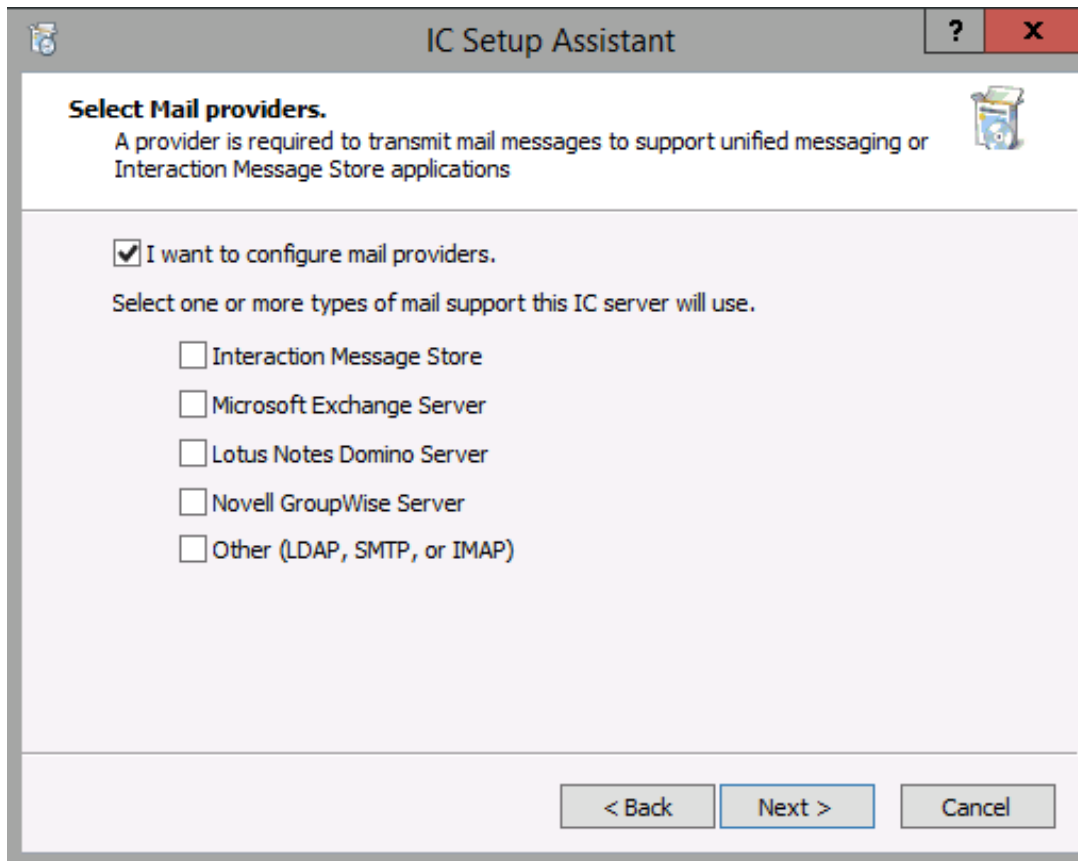 IC Setup Assistant
?
x
Select Mail providers.
A provider is required to transmit mail messages to support unified messaging or
Interaction Message Store applications
I want to configure mail providers.
Select one or more types of mail support this IC server will use.
Interaction Message Store
Microsoft Exchange Server
Lotus Notes Domino Server
Novell GroupWise Server
Other (LDAP, SMTP, or IMAP)
< Back
Next >
Cancel